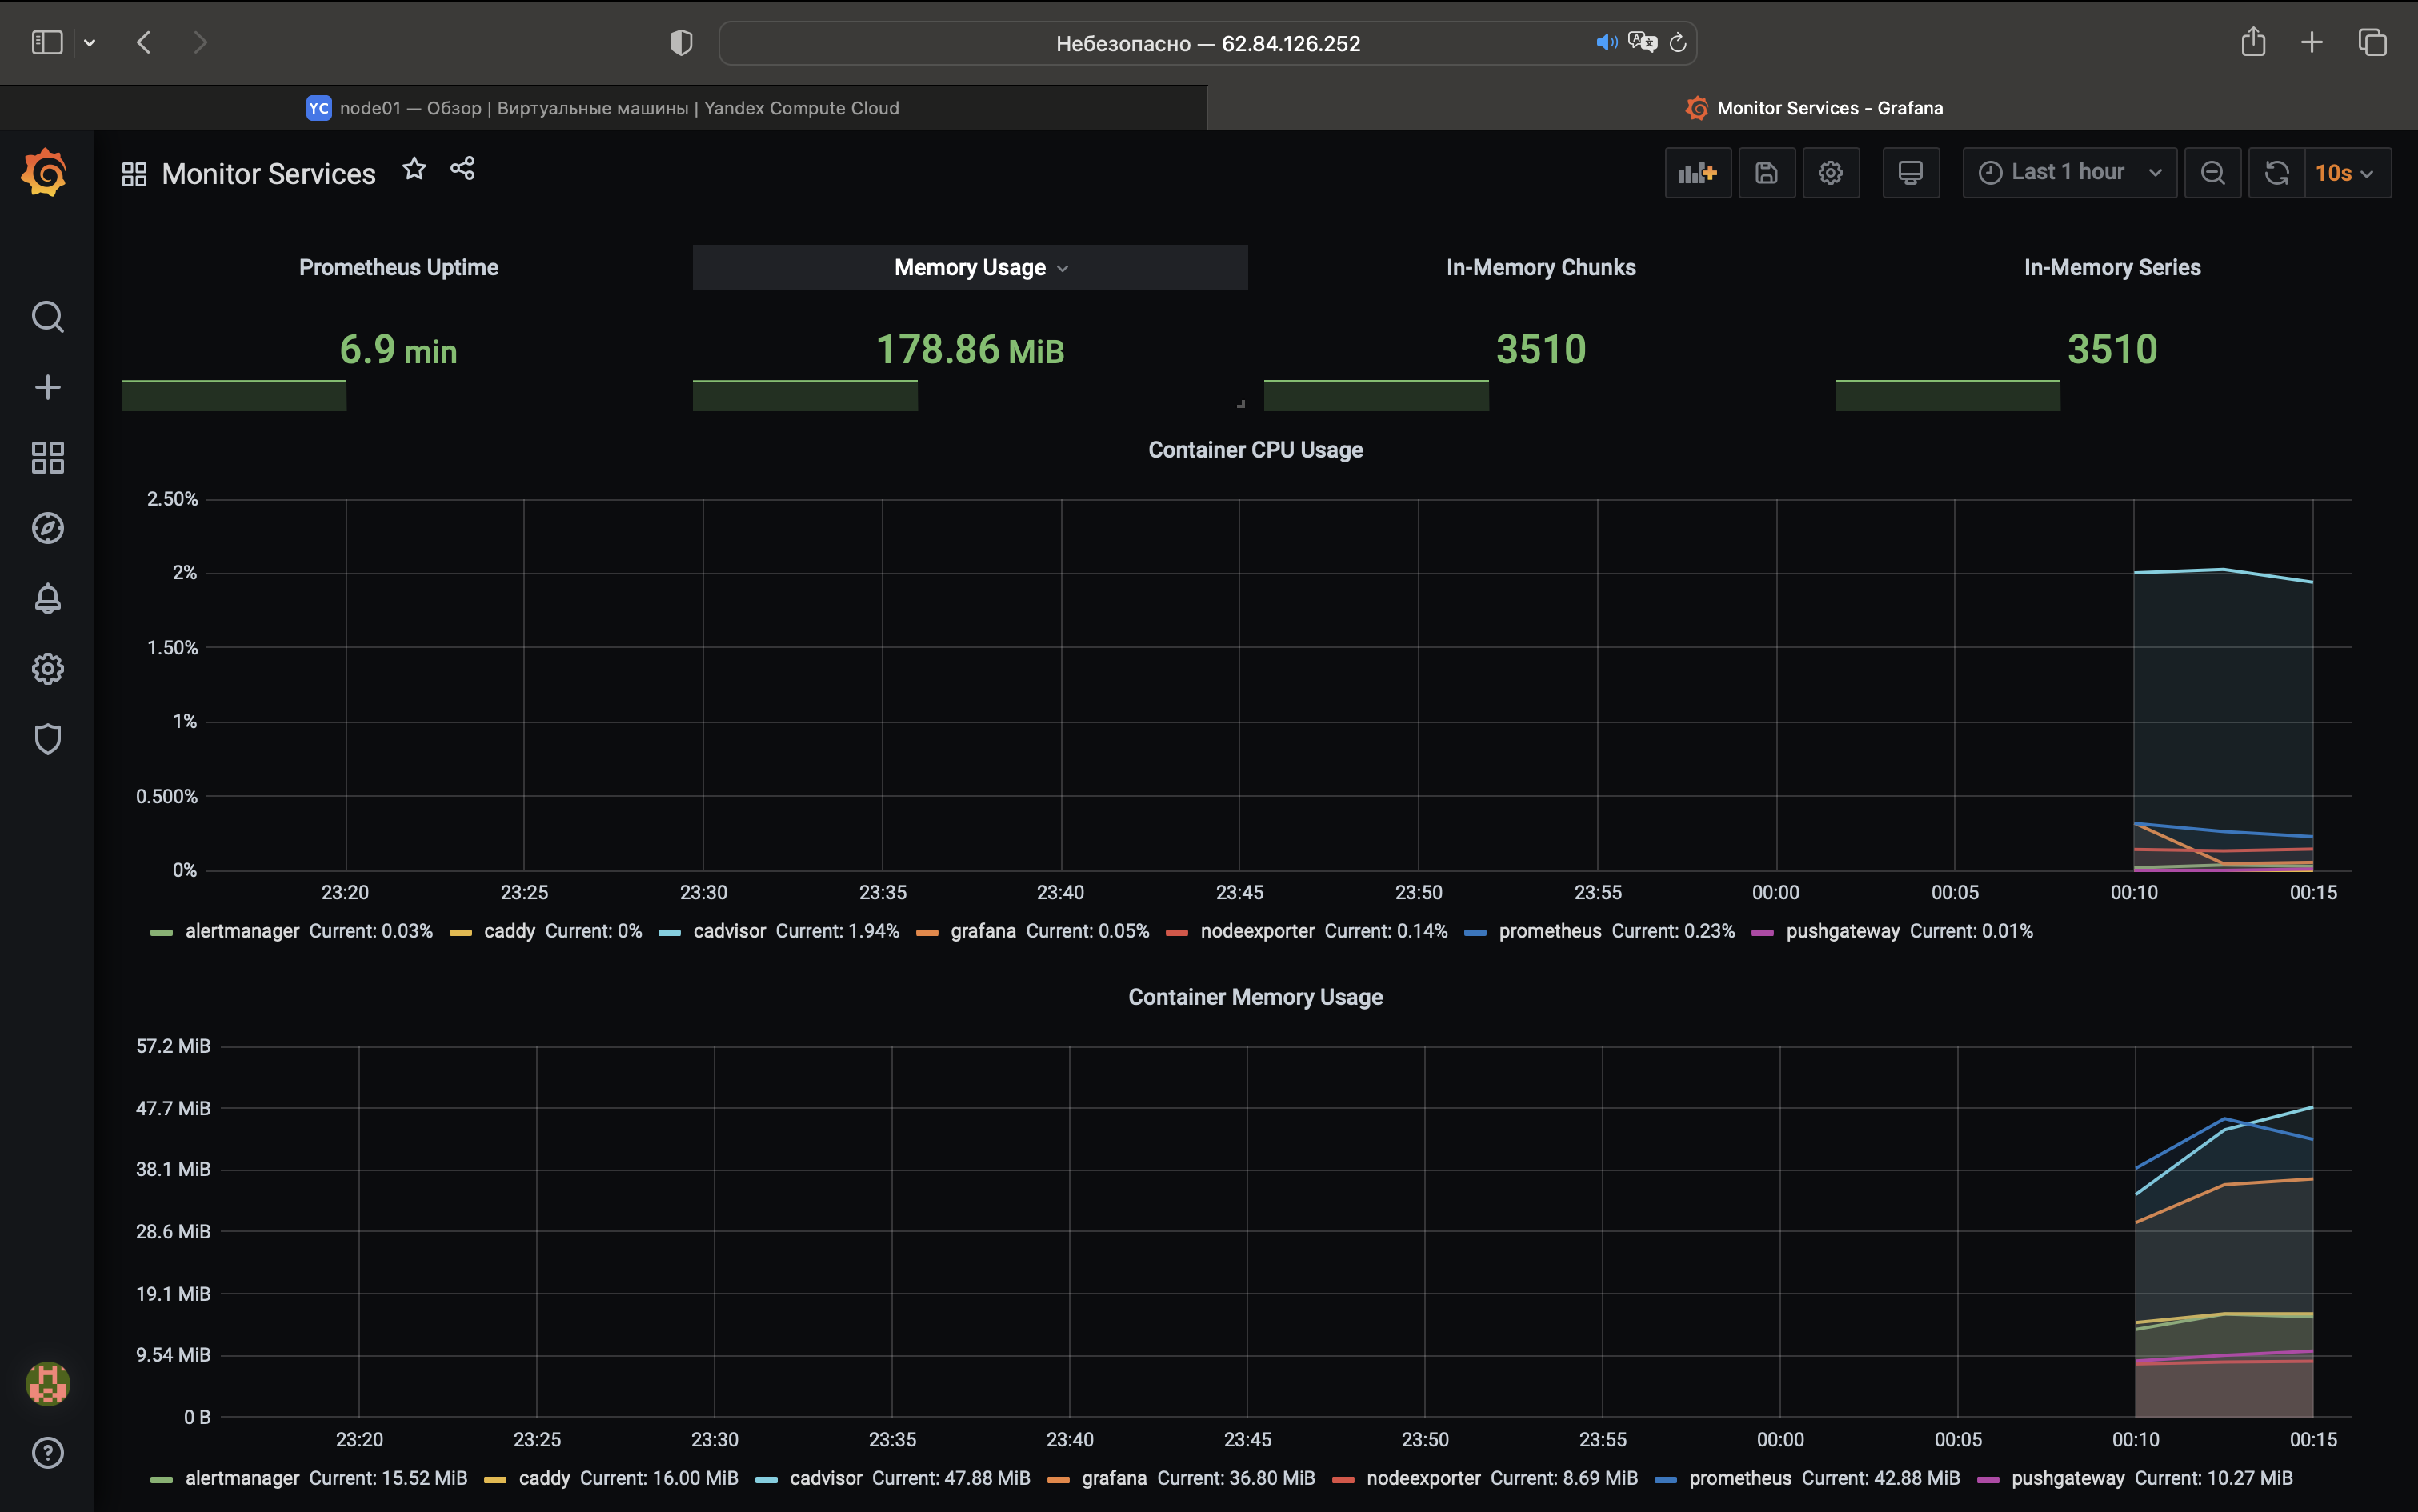 Небезопасно — 62.84.126.252
YC node01 — Обзор | Виртуальные машины | Yandex Compute Cloud
Monitor Services - Grafana
Monitor Services
Last 1 hour
10s
Prometheus Uptime
Memory Usage
In-Memory Chunks
In-Memory Series
6.9 min
178.86 MiB
3510
3510
Container CPU Usage
2.50%
2%
1.50%
1%
0.500%
0%
23:20 23:25 23:30 23:35 23:40 23:45 23:50 23:55 00:00 00:05 00:10 00:15
alertmanager Current: 0.03% caddy Current: 0% cadvisor Current: 1.94% grafana Current: 0.05% nodeexporter Current: 0.14% prometheus Current: 0.23% pushgateway Current: 0.01%
Container Memory Usage
57.2 MiB
47.7 MiB
38.1 MiB
28.6 MiB
19.1 MiB
9.54 MiB
0 B
23:20 23:25 23:30 23:35 23:40 23:45 23:50 23:55 00:00 00:05 00:10 00:15
alertmanager Current: 15.52 MiB caddy Current: 16.00 MiB cadvisor Current: 47.88 MiB grafana Current: 36.80 MiB nodeexporter Current: 8.69 MiB prometheus Current: 42.88 MiB pushgateway Current: 10.27 MiB